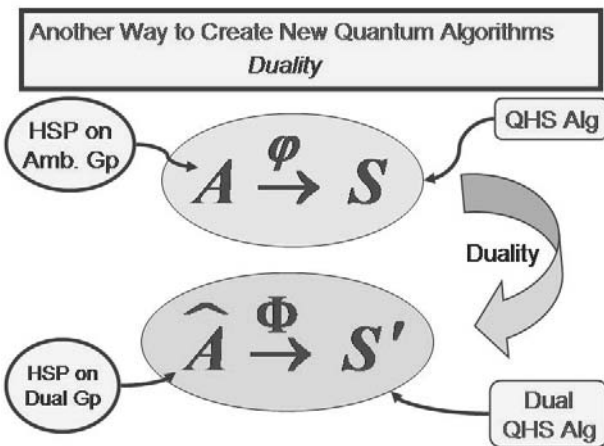 Another Way to Create New Quantum Algorithms
Duality
HSP on
Amb. Gp
QHS Alg
A φ→ S
Duality
Â Φ→ S′
HSP on
Dual Gp
Dual
QHS Alg